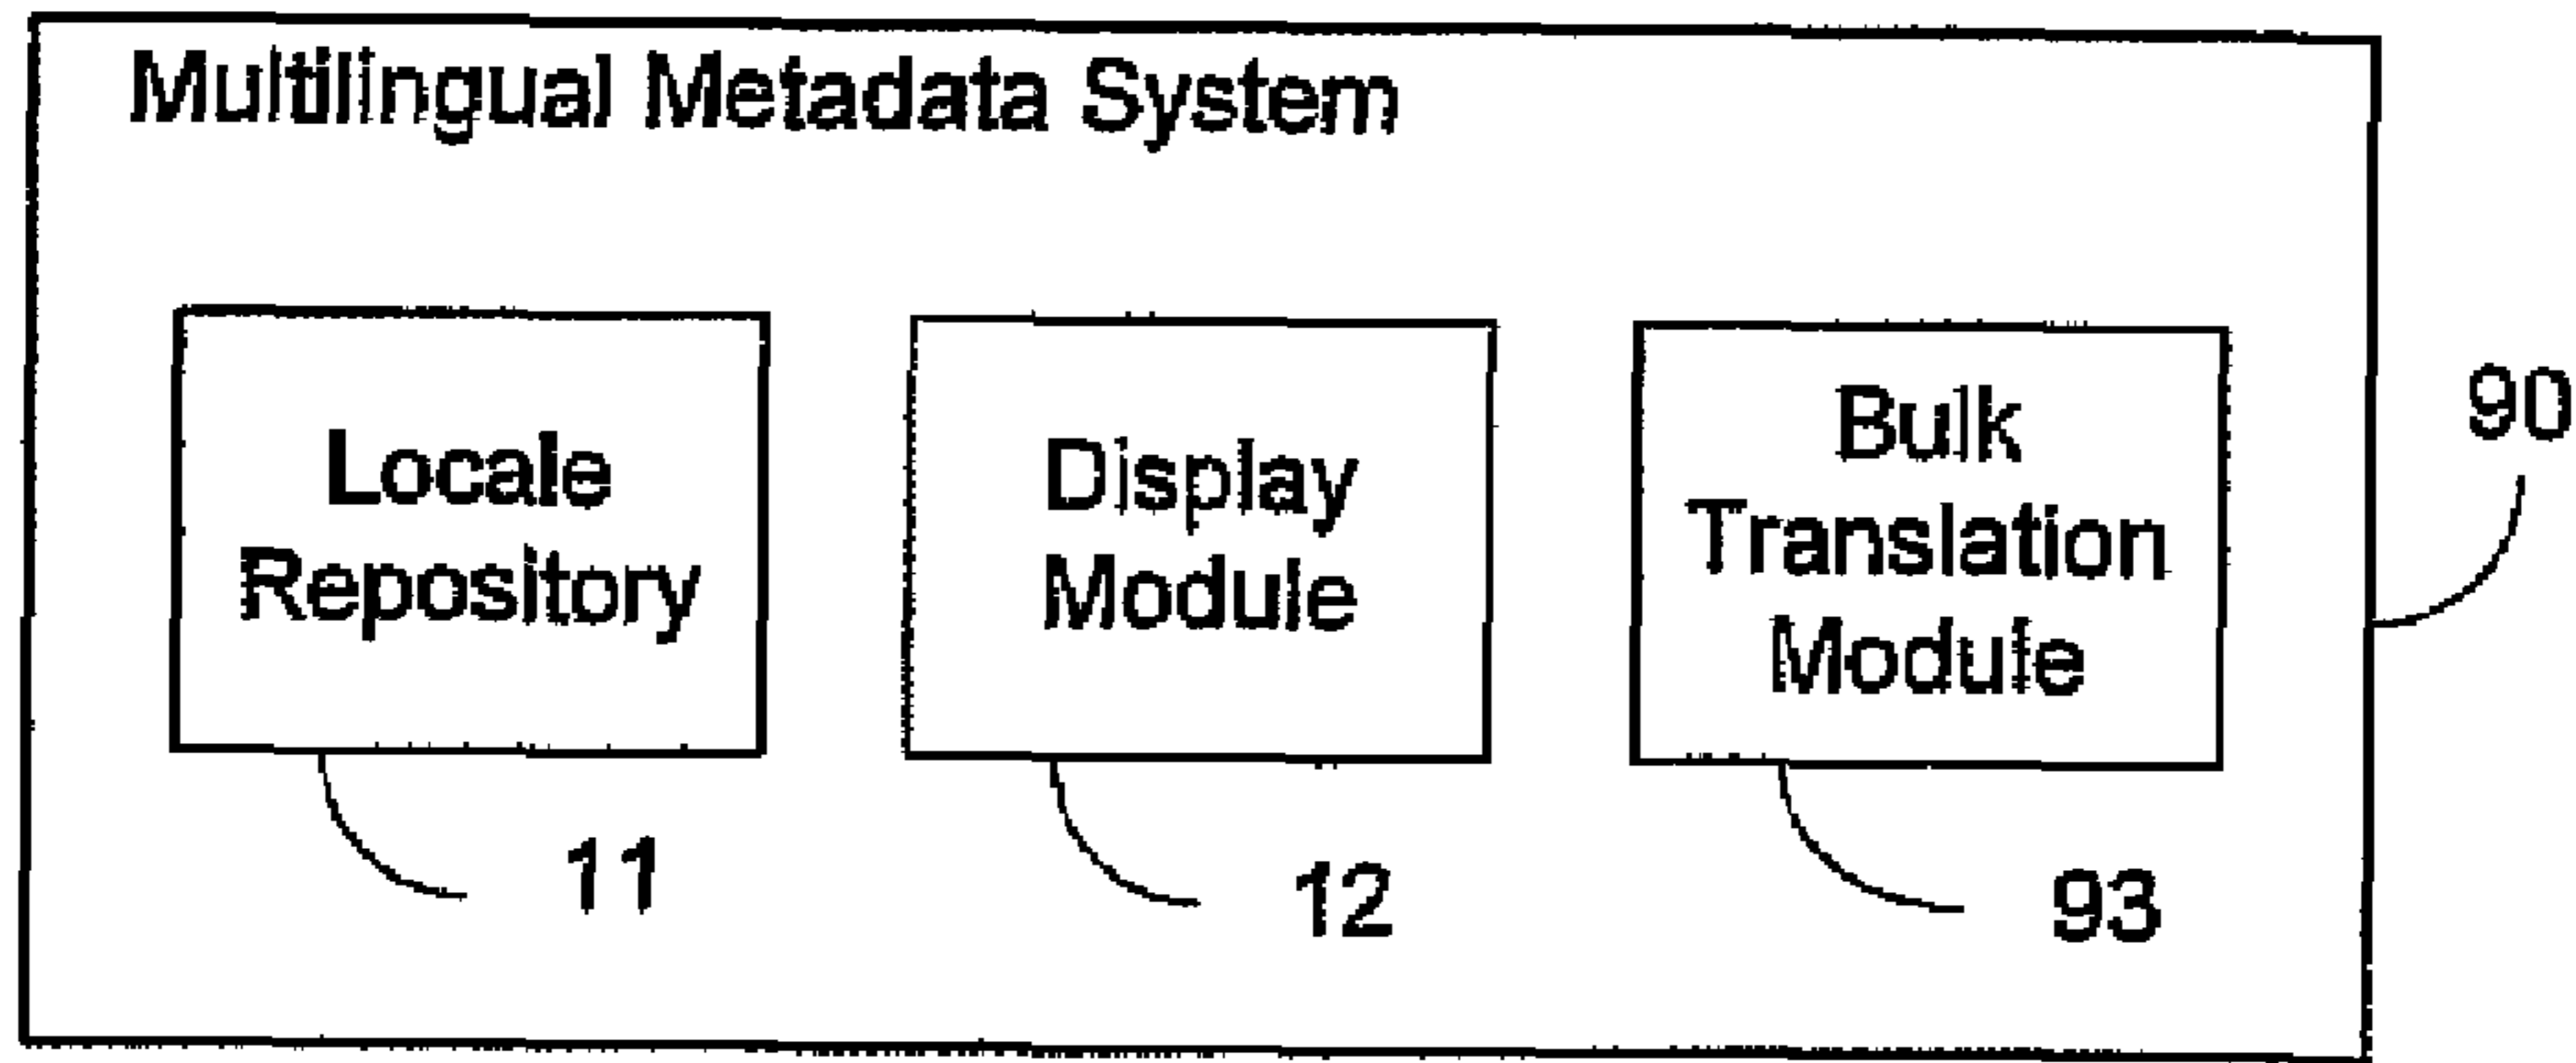 Multilingual Metadata System
Locale
Repository
Display
Module
Bulk
Translation
Module
90
11
12
93